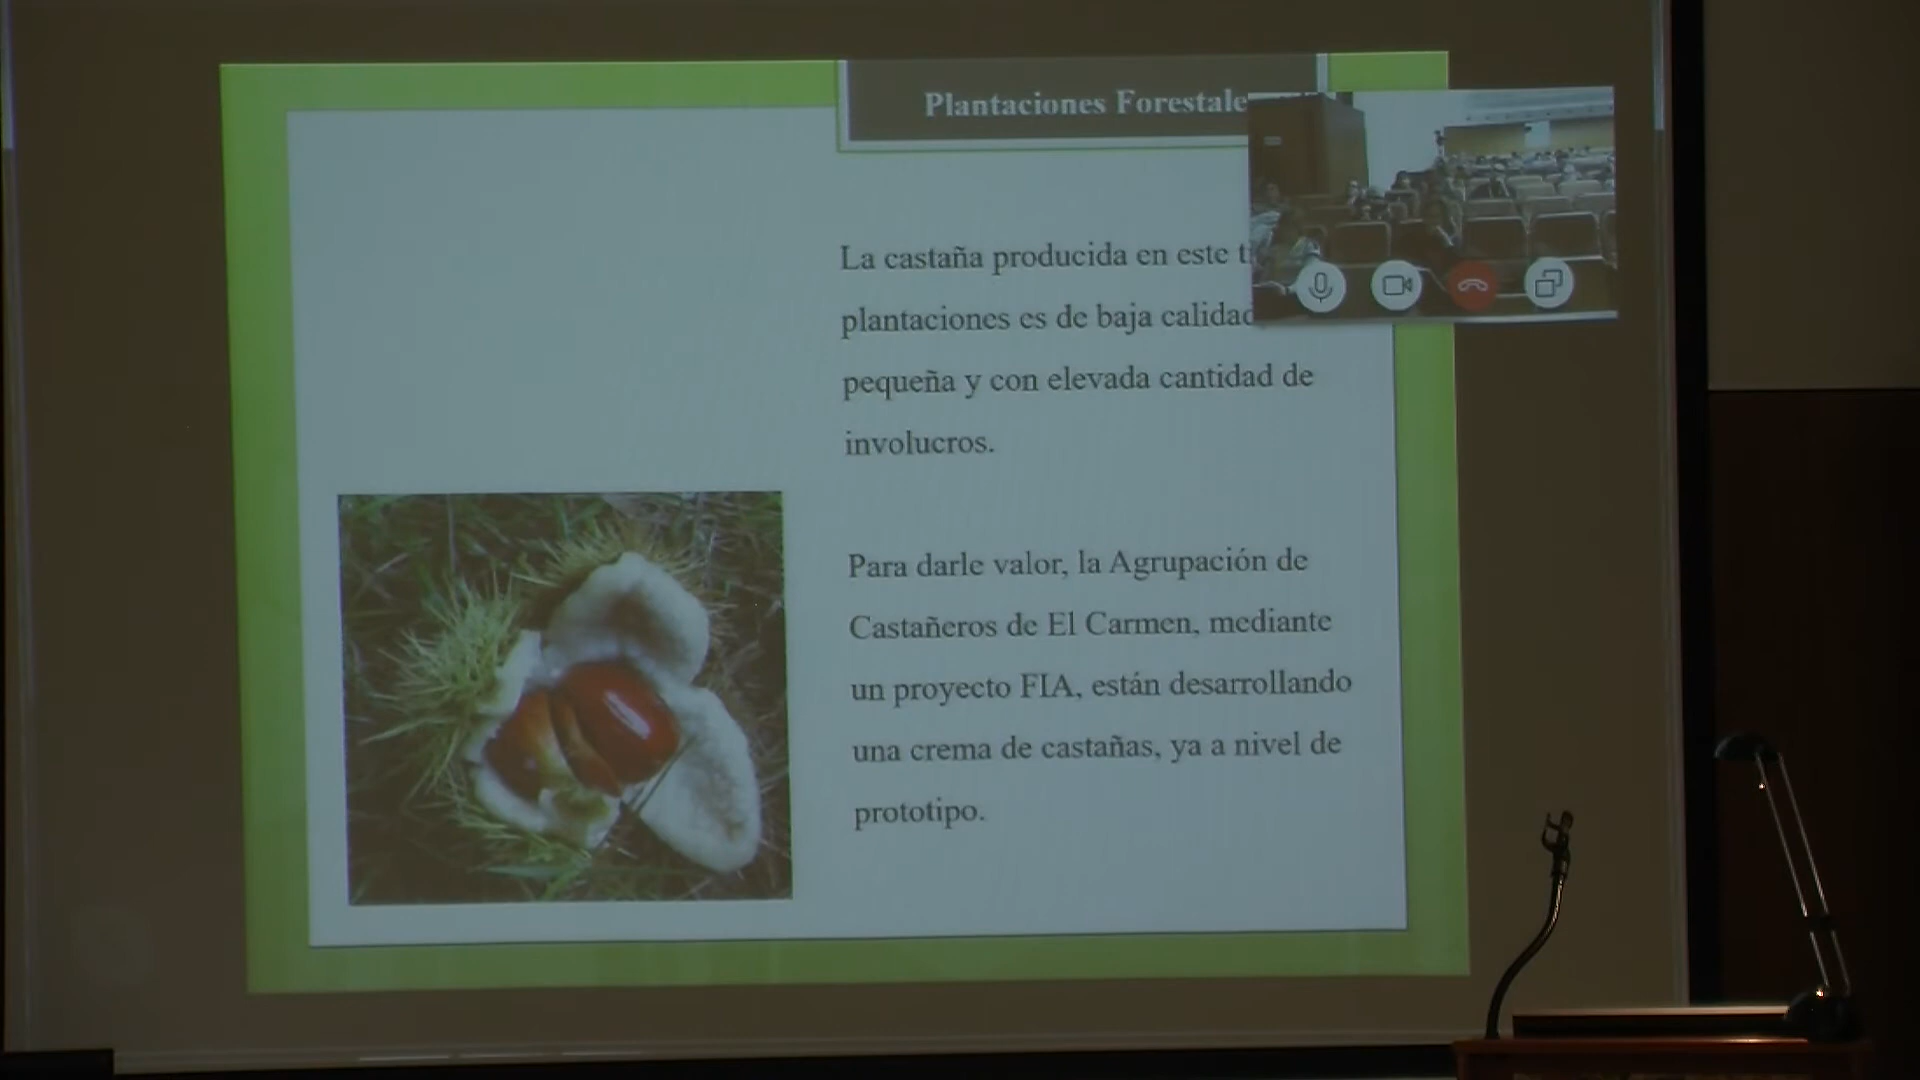 Plantaciones Forestale
La castaña producida en este
plantaciones es de baja calidad
pequeña y con elevada cantidad de
involucros.
Para darle valor, la Agrupación de
Castañeros de El Carmen, mediante
un proyecto FIA, están desarrollando
una crema de castañas, ya a nivel de
prototipo.